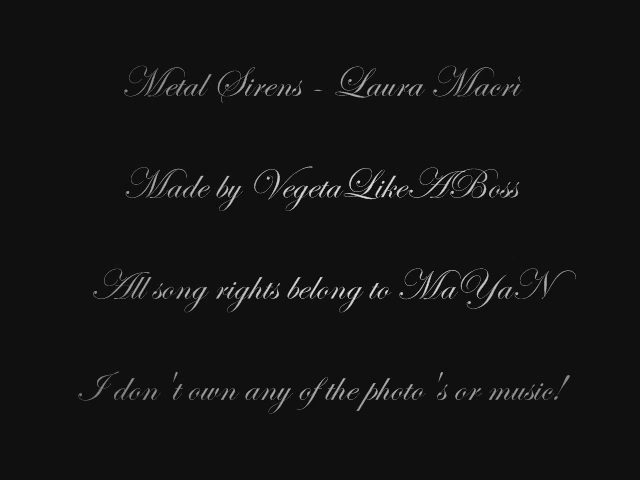 Metal Sirens - Laura Macrì
Made by VegetaLikeABoss
All song rights belong to MaYaN
I don't own any of the photo's or music!